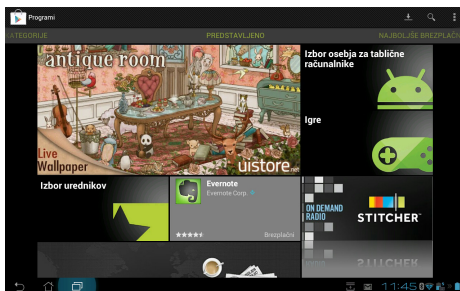 Programi
KATEGORIJE
PREDSTAVLJENO
NAJBOLJŠE BREZPLAČN
antique room
Live
Wallpaper
uistore.net
Izbor osebja za tablične
računalnike
Igre
Izbor urednikov
Evernote
Evernote Corp.
Brezplačni
ON DEMAND
RADIO
STITCHER
11:45